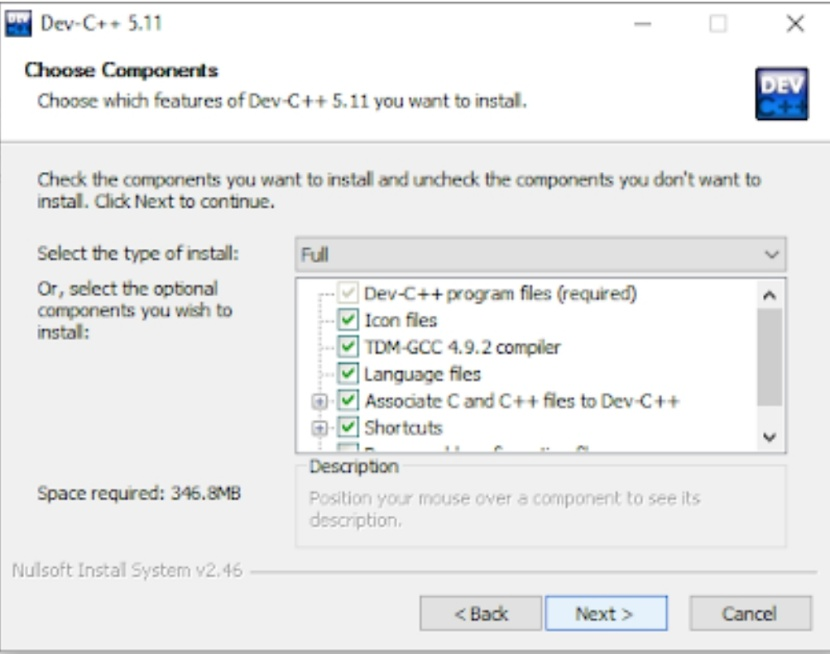 Dev-C++ 5.11
Choose Components
Choose which features of Dev-C++ 5.11 you want to install.
DEV
C++
Check the components you want to install and uncheck the components you don't want to
install. Click Next to continue.
Select the type of install:
Full
Or, select the optional
components you wish to
install:
Dev-C++ program files (required)
Icon files
TDM-GCC 4.9.2 compiler
Language files
Associate C and C++ files to Dev-C++
Shortcuts
Space required: 346.8MB
Description
Position your mouse over a component to see its
description.
Nullsoft Install System v2.46
< Back
Next >
Cancel